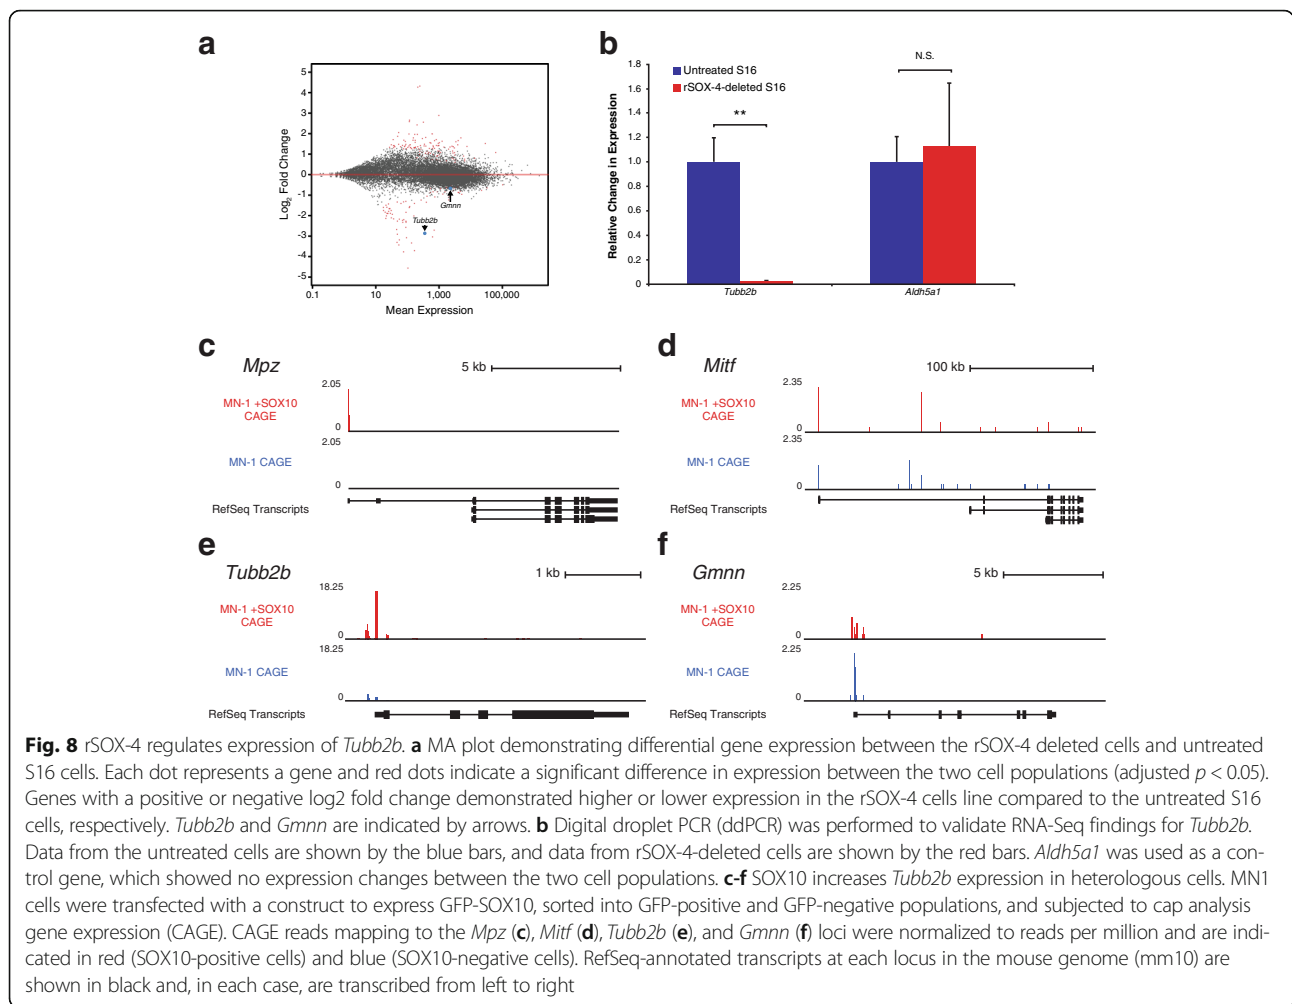 a
5
4
3
2
1
0
-1
-2
-3
-4
-5
Log2 Fold Change
Gmnn
Tubb2b
0.1
10
1,000
100,000
Mean Expression
b
Untreated S16
rSOX-4-deleted S16
**
N.S.
1.8
1.6
1.4
1.2
1.0
0.8
0.6
0.4
0.2
0
Relative Change in Expression
Tubb2b
Aldh5a1
c
Mpz
5 kb
2.05
MN-1 +SOX10
CAGE
0
2.05
MN-1 CAGE
0
RefSeq Transcripts
d
Mitf
100 kb
2.35
MN-1 +SOX10
CAGE
0
2.35
MN-1 CAGE
0
RefSeq Transcripts
e
Tubb2b
1 kb
18.25
MN-1 +SOX10
CAGE
0
18.25
MN-1 CAGE
0
RefSeq Transcripts
f
Gmnn
5 kb
2.25
MN-1 +SOX10
CAGE
0
2.25
MN-1 CAGE
0
RefSeq Transcripts
Fig. 8 rSOX-4 regulates expression of Tubb2b. a MA plot demonstrating differential gene expression between the rSOX-4 deleted cells and untreated
S16 cells. Each dot represents a gene and red dots indicate a significant difference in expression between the two cell populations (adjusted p < 0.05).
Genes with a positive or negative log2 fold change demonstrated higher or lower expression in the rSOX-4 cells line compared to the untreated S16
cells, respectively. Tubb2b and Gmnn are indicated by arrows. b Digital droplet PCR (ddPCR) was performed to validate RNA-Seq findings for Tubb2b.
Data from the untreated cells are shown by the blue bars, and data from rSOX-4-deleted cells are shown by the red bars. Aldh5a1 was used as a con-
trol gene, which showed no expression changes between the two cell populations. c-f SOX10 increases Tubb2b expression in heterologous cells. MN1
cells were transfected with a construct to express GFP-SOX10, sorted into GFP-positive and GFP-negative populations, and subjected to cap analysis
gene expression (CAGE). CAGE reads mapping to the Mpz (c), Mitf (d), Tubb2b (e), and Gmnn (f) loci were normalized to reads per million and are indi-
cated in red (SOX10-positive cells) and blue (SOX10-negative cells). RefSeq-annotated transcripts at each locus in the mouse genome (mm10) are
shown in black and, in each case, are transcribed from left to right